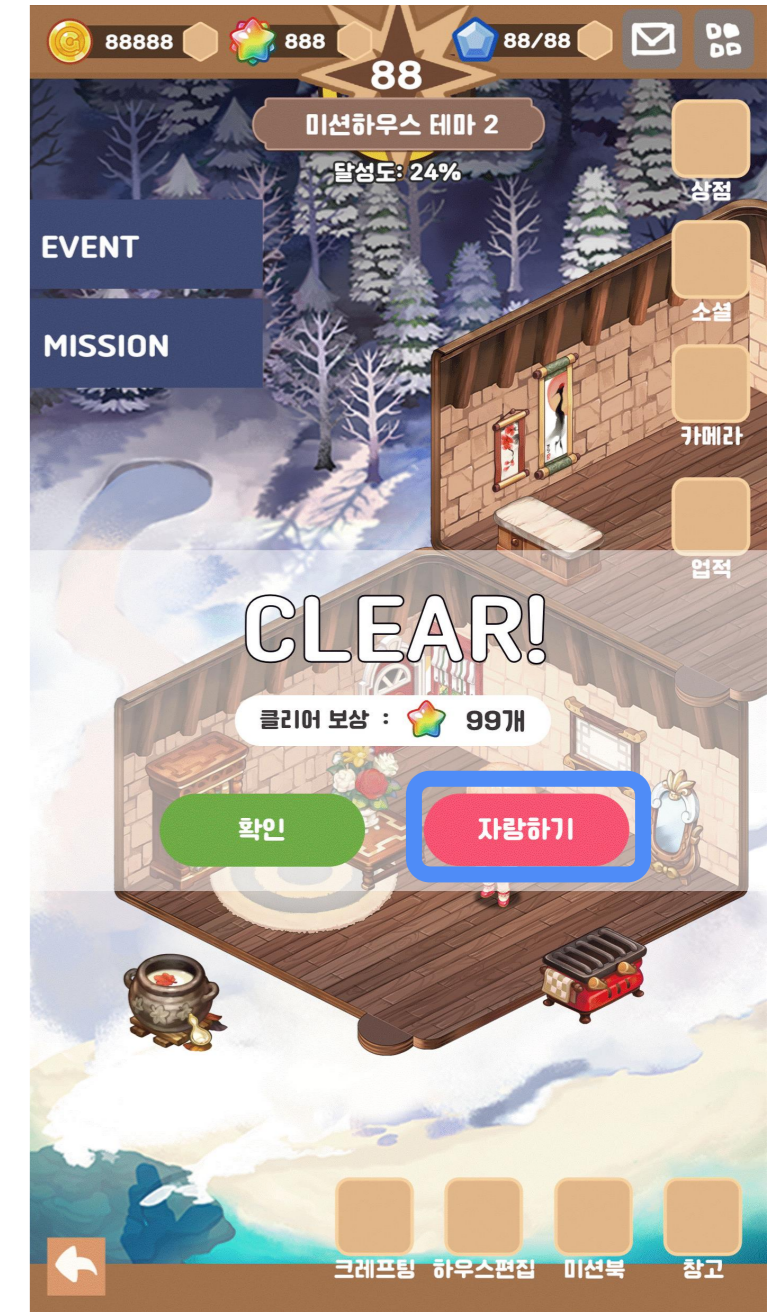 88888
888
88/88
88
미션하우스 테마 2
달성도: 24%
상점
EVENT
소셜
MISSION
카메라
업적
CLEAR!
클리어 보상 : 99개
확인
자랑하기
크레프팅
하우스편집
미션북
창고